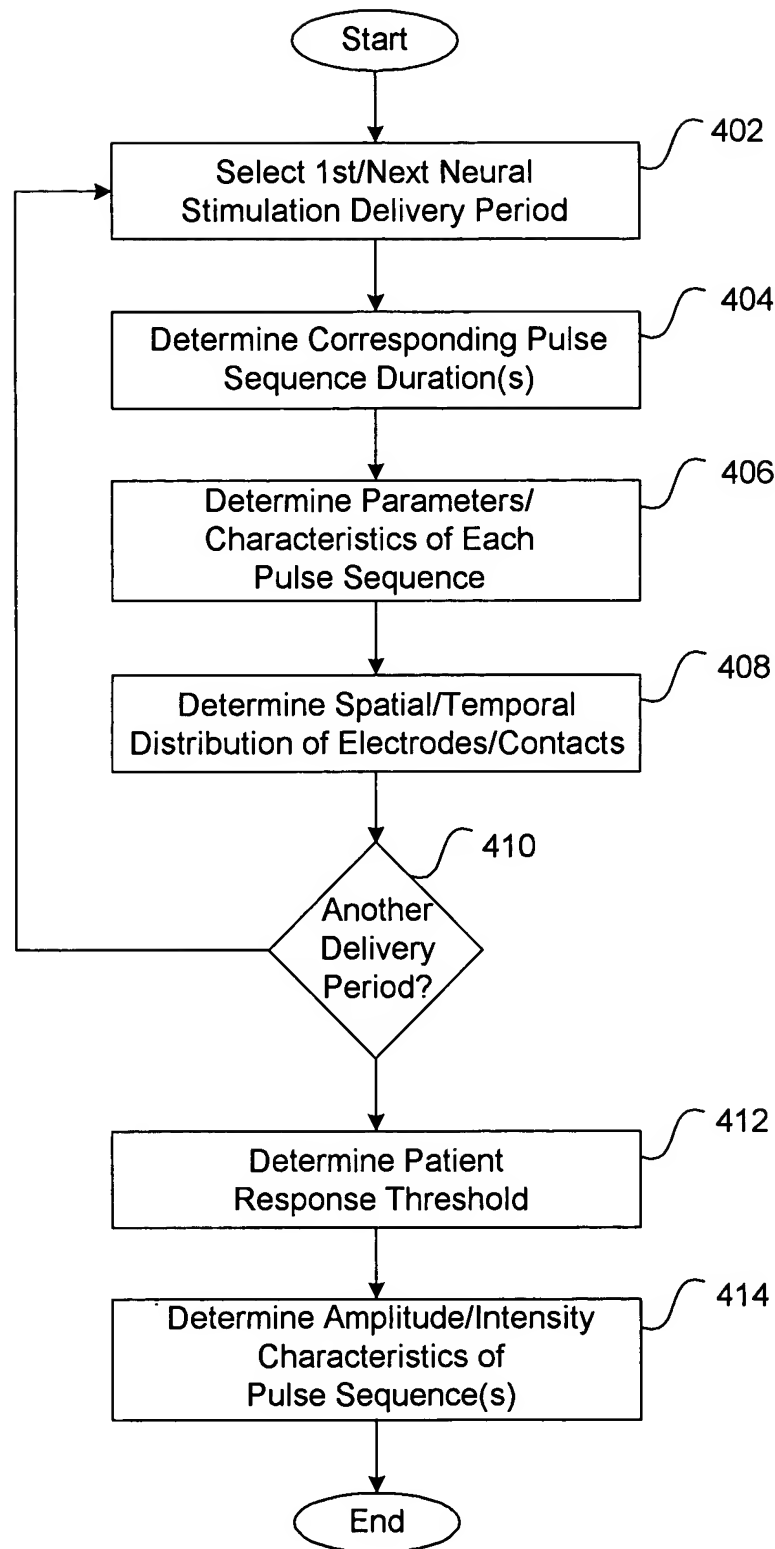 Start
402
Select 1st/Next Neural
Stimulation Delivery Period
404
Determine Corresponding Pulse
Sequence Duration(s)
406
Determine Parameters/
Characteristics of Each
Pulse Sequence
408
Determine Spatial/Temporal
Distribution of Electrodes/Contacts
410
Another
Delivery
Period?
412
Determine Patient
Response Threshold
414
Determine Amplitude/Intensity
Characteristics of
Pulse Sequence(s)
End